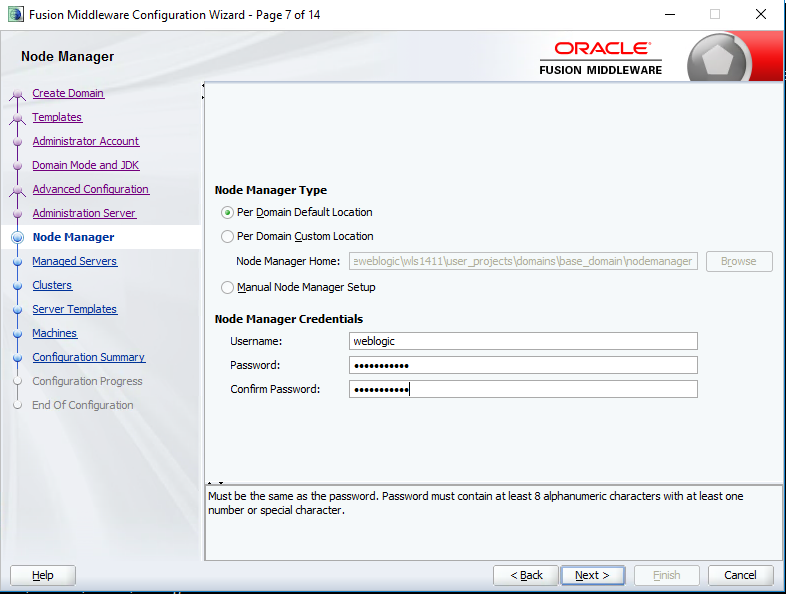 Fusion Middleware Configuration Wizard - Page 7 of 14
Node Manager
ORACLE
FUSION MIDDLEWARE
Create Domain
Templates
Administrator Account
Domain Mode and JDK
Advanced Configuration
Administration Server
Node Manager
Managed Servers
Clusters
Server Templates
Machines
Configuration Summary
Configuration Progress
End Of Configuration
Node Manager Type
Per Domain Default Location
Per Domain Custom Location
Node Manager Home: eweblogic\wls1411\user_projects\domains\base_domain\nodemanager Browse
Manual Node Manager Setup
Node Manager Credentials
Username: weblogic
Password: •••••••••••
Confirm Password: •••••••••••
Must be the same as the password. Password must contain at least 8 alphanumeric characters with at least one
number or special character.
Help < Back Next > Finish Cancel